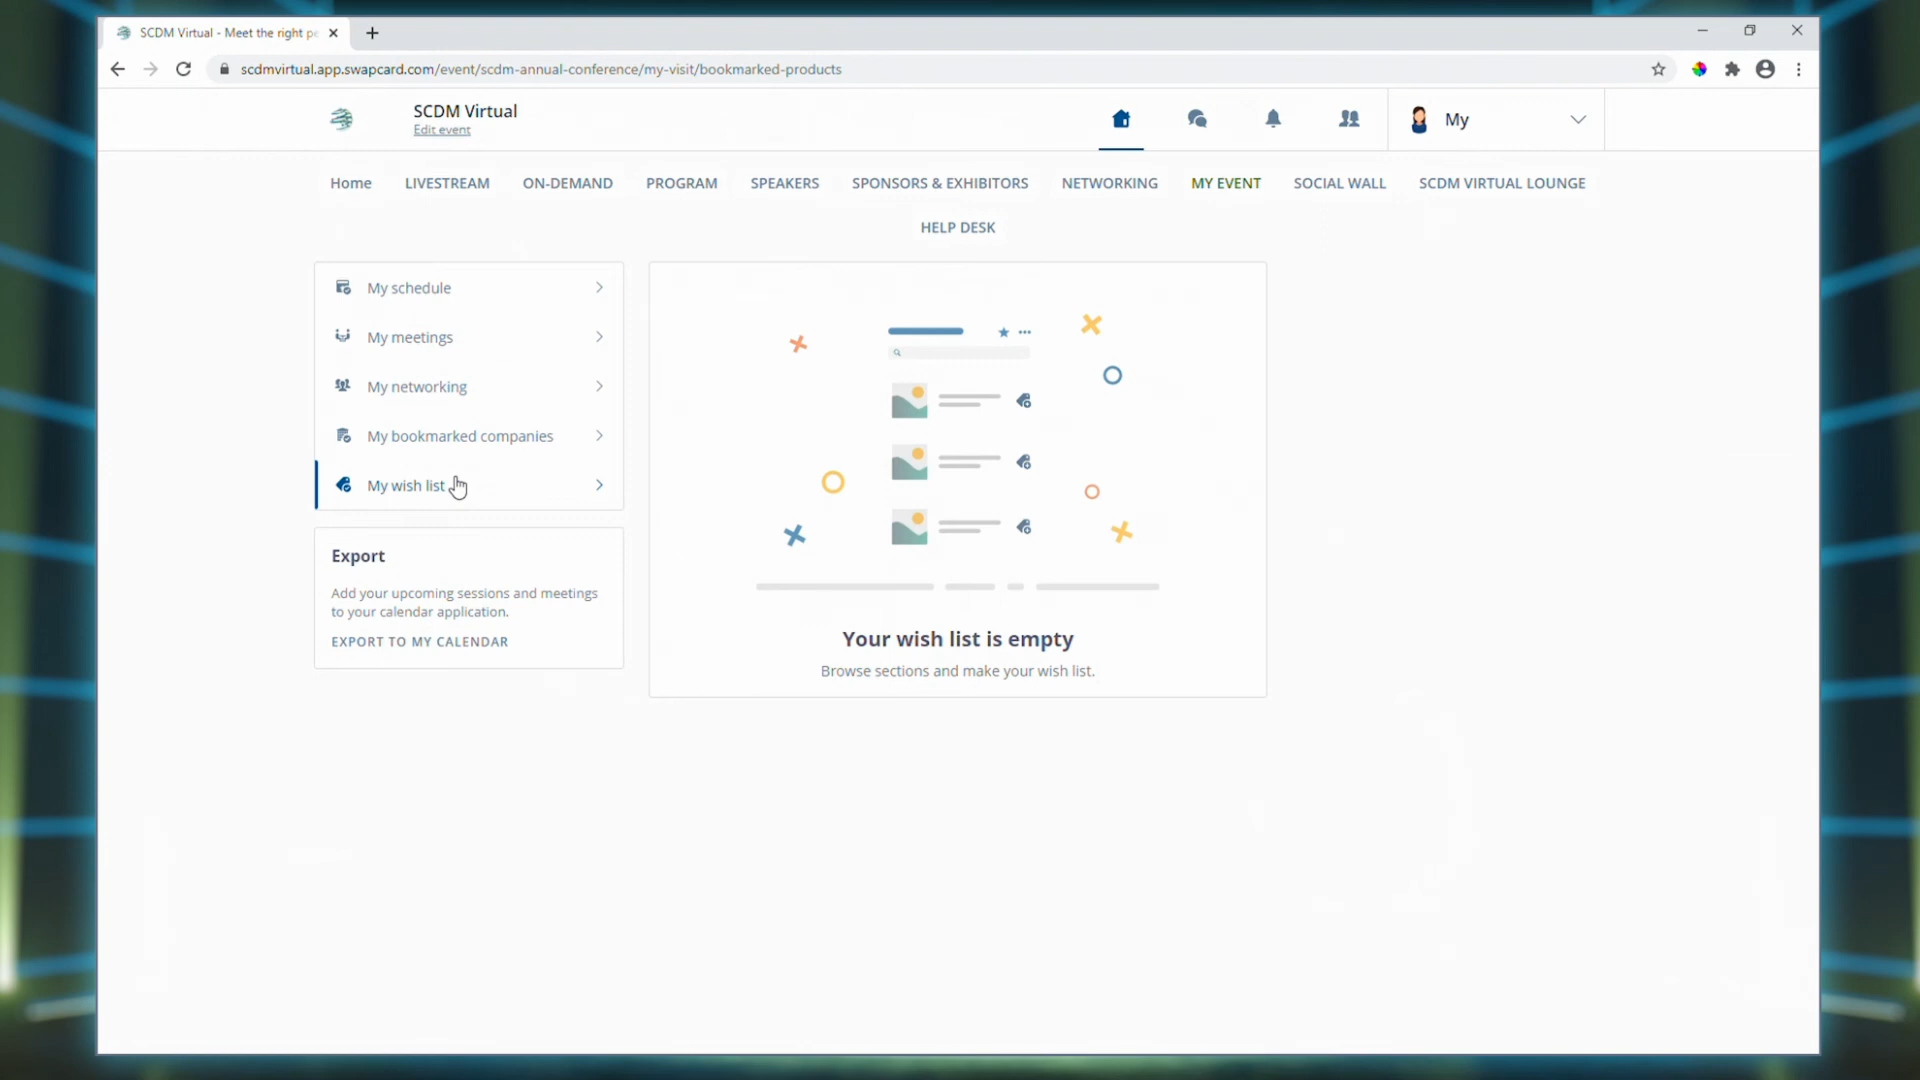 SCDM Virtual - Meet the right pe
scdmvirtual.app.swapcard.com/event/scdm-annual-conference/my-visit/bookmarked-products
SCDM Virtual
Edit event
My
Home LIVESTREAM ON-DEMAND PROGRAM SPEAKERS SPONSORS & EXHIBITORS NETWORKING MY EVENT SOCIAL WALL SCDM VIRTUAL LOUNGE
HELP DESK
My schedule
My meetings
My networking
My bookmarked companies
My wish list
Export
Add your upcoming sessions and meetings
to your calendar application.
EXPORT TO MY CALENDAR
Your wish list is empty
Browse sections and make your wish list.